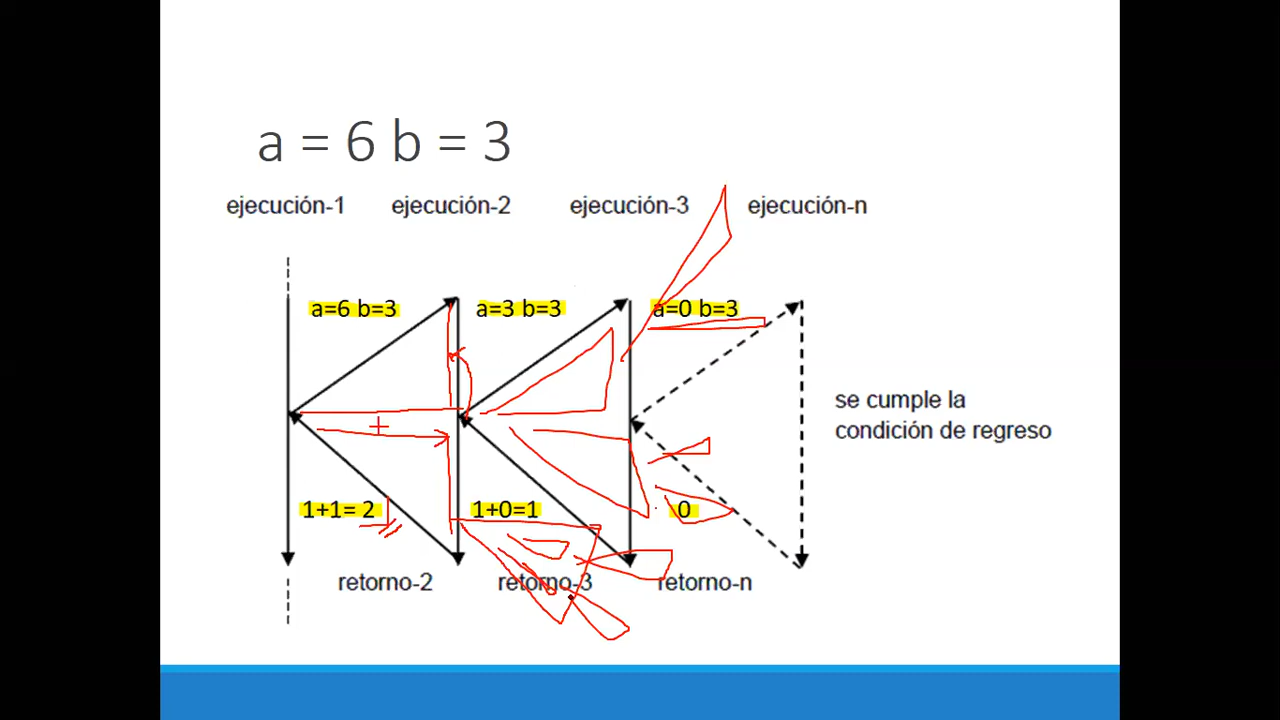 a = 6 b = 3
ejecución-1 ejecución-2 ejecución-3 ejecución-n
a=6 b=3 a=3 b=3 a=0 b=3
se cumple la
condición de regreso
+
1+1= 2 1+0=1 0
retorno-2 retorno-3 retorno-n